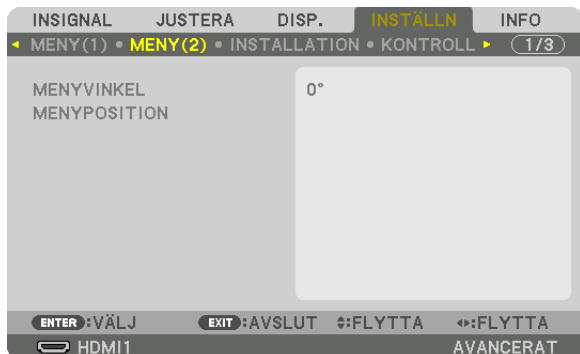 INSIGNAL JUSTERA DISP. INSTÄLLN INFO
MENY(1) • MENY(2) • INSTALLATION • KONTROLL 1/3
MENYVINKEL 0°
MENYPOSITION
ENTER :VÄLJ EXIT :AVSLUT :FLYTTA :FLYTTA
HDMI1 AVANCERAT